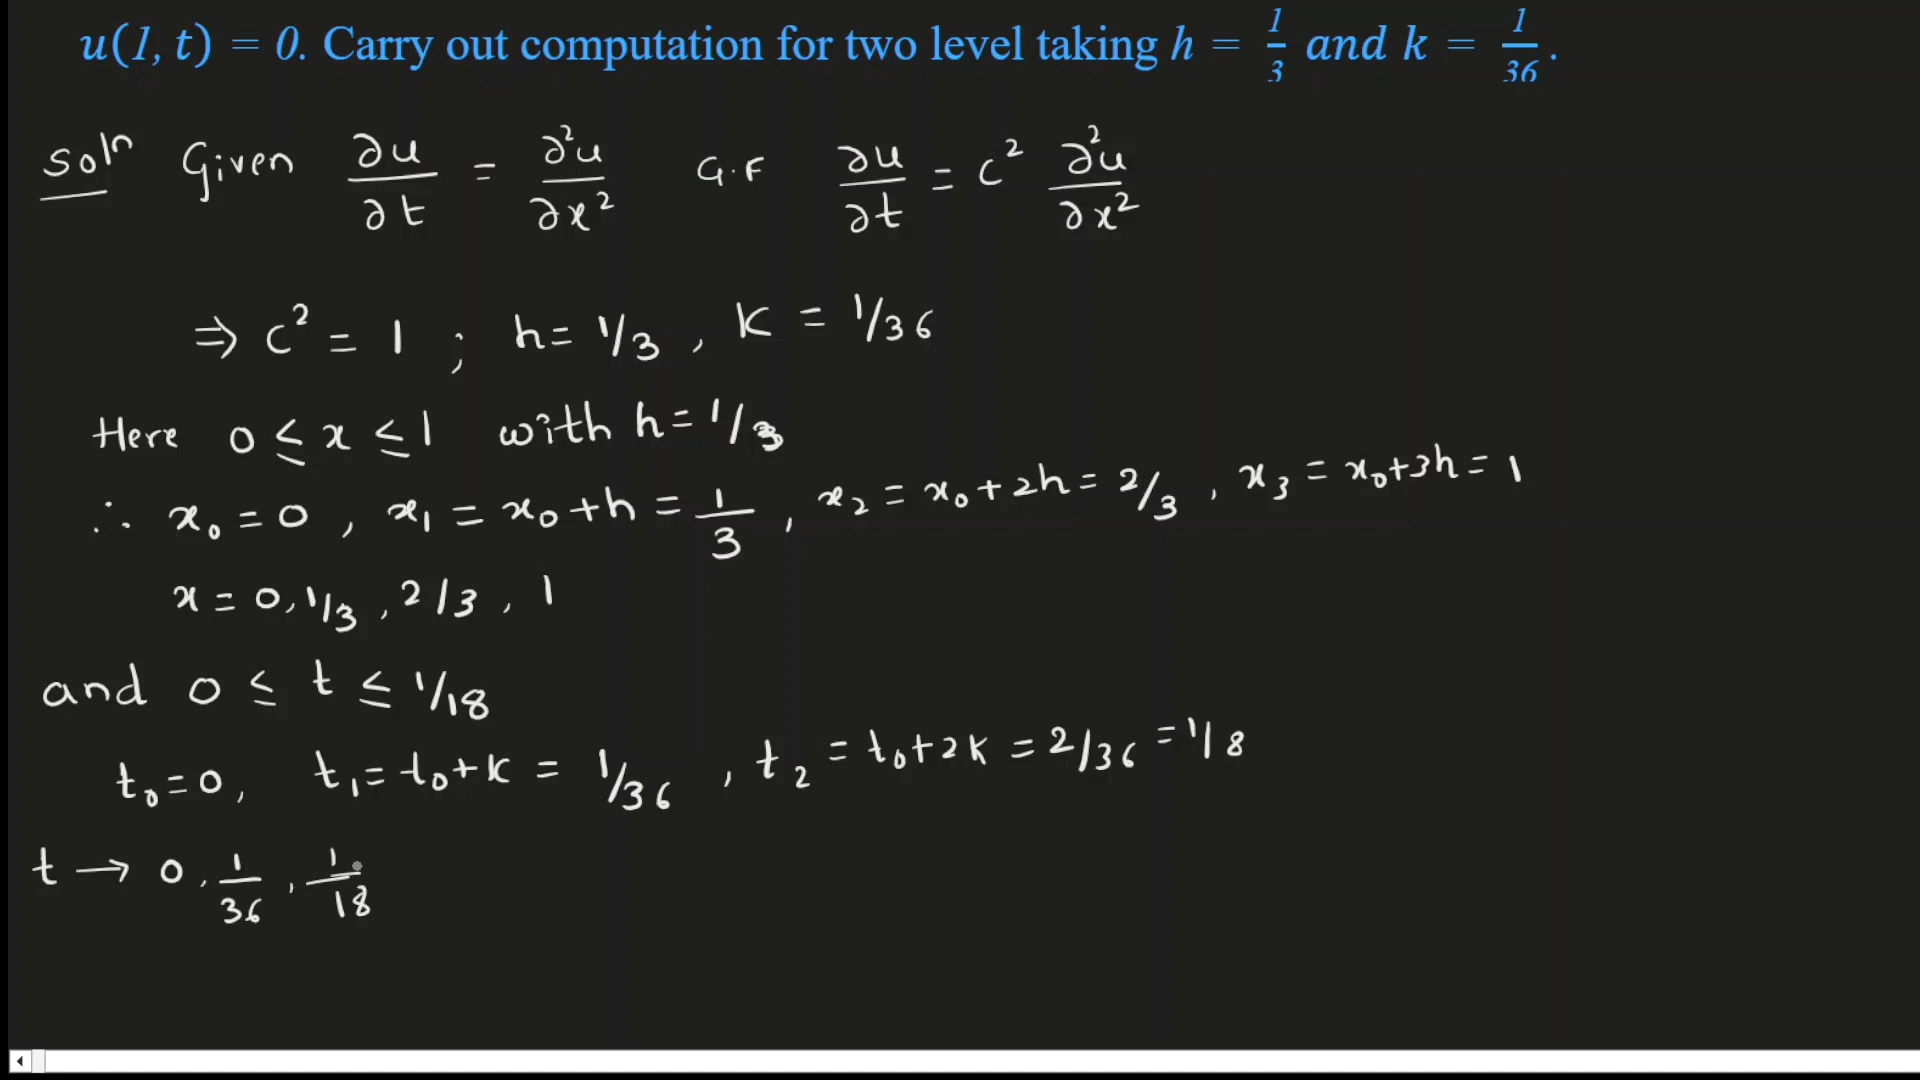 u(1, t) = 0. Carry out computation for two level taking h = 1/3 and k = 1/36.
Soln Given ∂u/∂t = ∂²u/∂x² G.F ∂u/∂t = c² ∂²u/∂x²
⇒ c² = 1 ; h = 1/3 , k = 1/36
Here 0 ≤ x ≤ 1 with h = 1/3
∴ x₀ = 0 , x₁ = x₀ + h = 1/3 , x₂ = x₀ + 2h = 2/3 , x₃ = x₀ + 3h = 1
x = 0, 1/3 , 2/3 , 1
and 0 ≤ t ≤ 1/18
t₀ = 0, t₁ = t₀ + k = 1/36 , t₂ = t₀ + 2k = 2/36 = 1/8
t → 0, 1/36 , 1/18